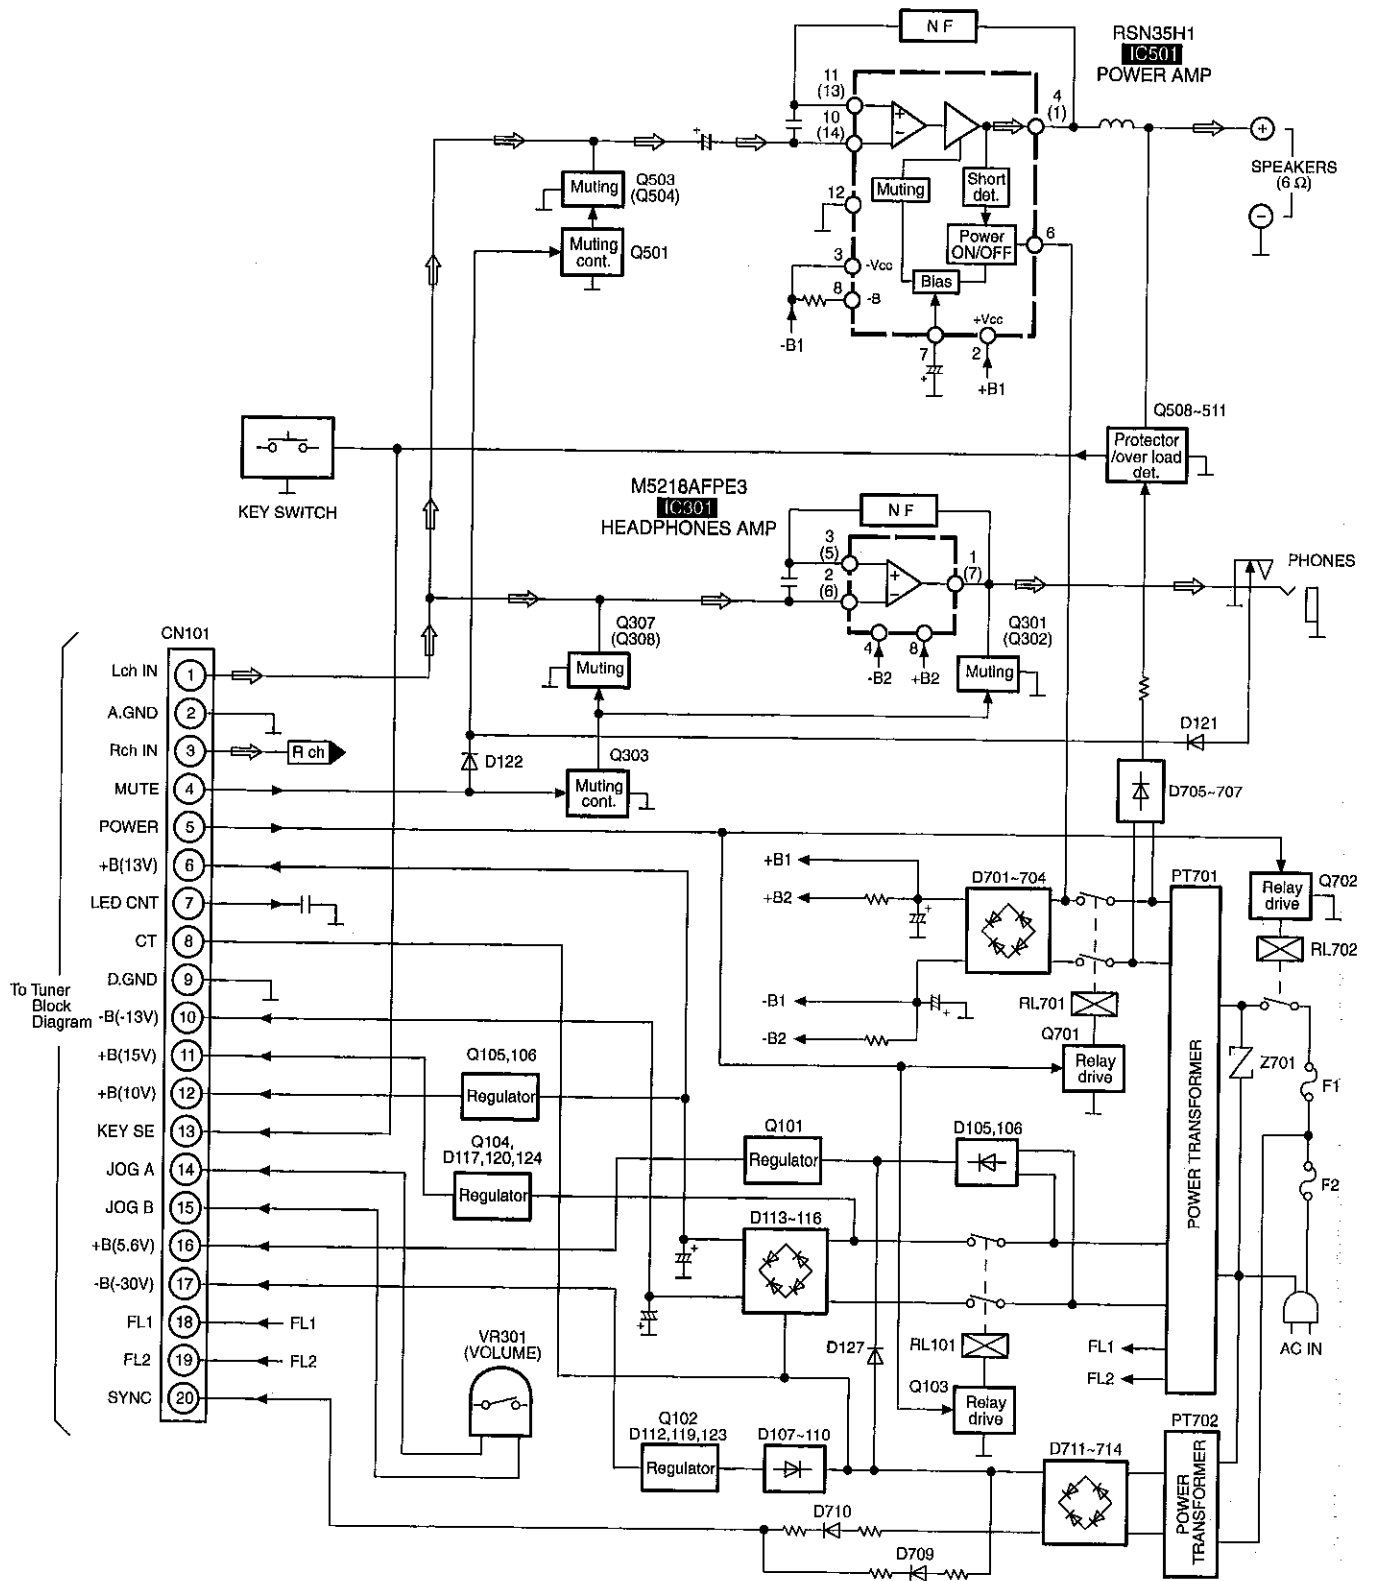 N F
RSN35H1
IC501
POWER AMP
11
(13)
10
(14)
4
(1)
+
-
+
SPEAKERS
(6 Ω)
-
Muting
Q503
(Q504)
Muting
cont.
Q501
12
Muting
Short
det.
Power
ON/OFF
6
3
-Vcc
8
-B
Bias
-B1
7
+Vcc
2
+
+B1
KEY SWITCH
Q508~511
Protector
/over load
det.
M5218AFPE3
IC301
HEADPHONES AMP
N F
3
(5)
2
(6)
+
-
1
(7)
PHONES
4
-B2
8
+B2
Q307
(Q308)
Muting
Q301
(Q302)
Muting
CN101
Lch IN 1
A.GND 2
Rch IN 3 R ch
MUTE 4
POWER 5
+B(13V) 6
LED CNT 7
CT 8
D.GND 9
-B(-13V) 10
+B(15V) 11
+B(10V) 12
KEY SE 13
JOG A 14
JOG B 15
+B(5.6V) 16
-B(-30V) 17
FL1 18 FL1
FL2 19 FL2
SYNC 20
To Tuner
Block
Diagram
D122
Q303
Muting
cont.
D121
D705~707
+B1
+B2
+
D701~704
PT701
POWER TRANSFORMER
Q702
Relay
drive
RL702
-B1
-B2
+
RL701
Q701
Relay
drive
Z701
F1
F2
AC IN
Q105,106
Regulator
Q104,
D117,120,124
Regulator
Q101
Regulator
D105,106
D113~116
+
+
D127
RL101
Q103
Relay
drive
FL1
FL2
VR301
(VOLUME)
Q102
D112,119,123
Regulator
D107~110
D711~714
PT702
POWER
TRANSFORMER
D710
D709